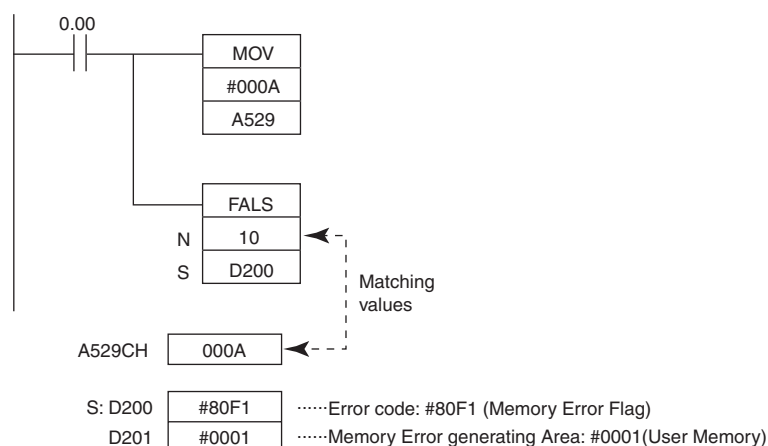 0.00
MOV
#000A
A529
FALS
N 10
S D200
Matching
values
A529CH 000A
S: D200 #80F1 ······Error code: #80F1 (Memory Error Flag)
D201 #0001 ······Memory Error generating Area: #0001(User Memory)